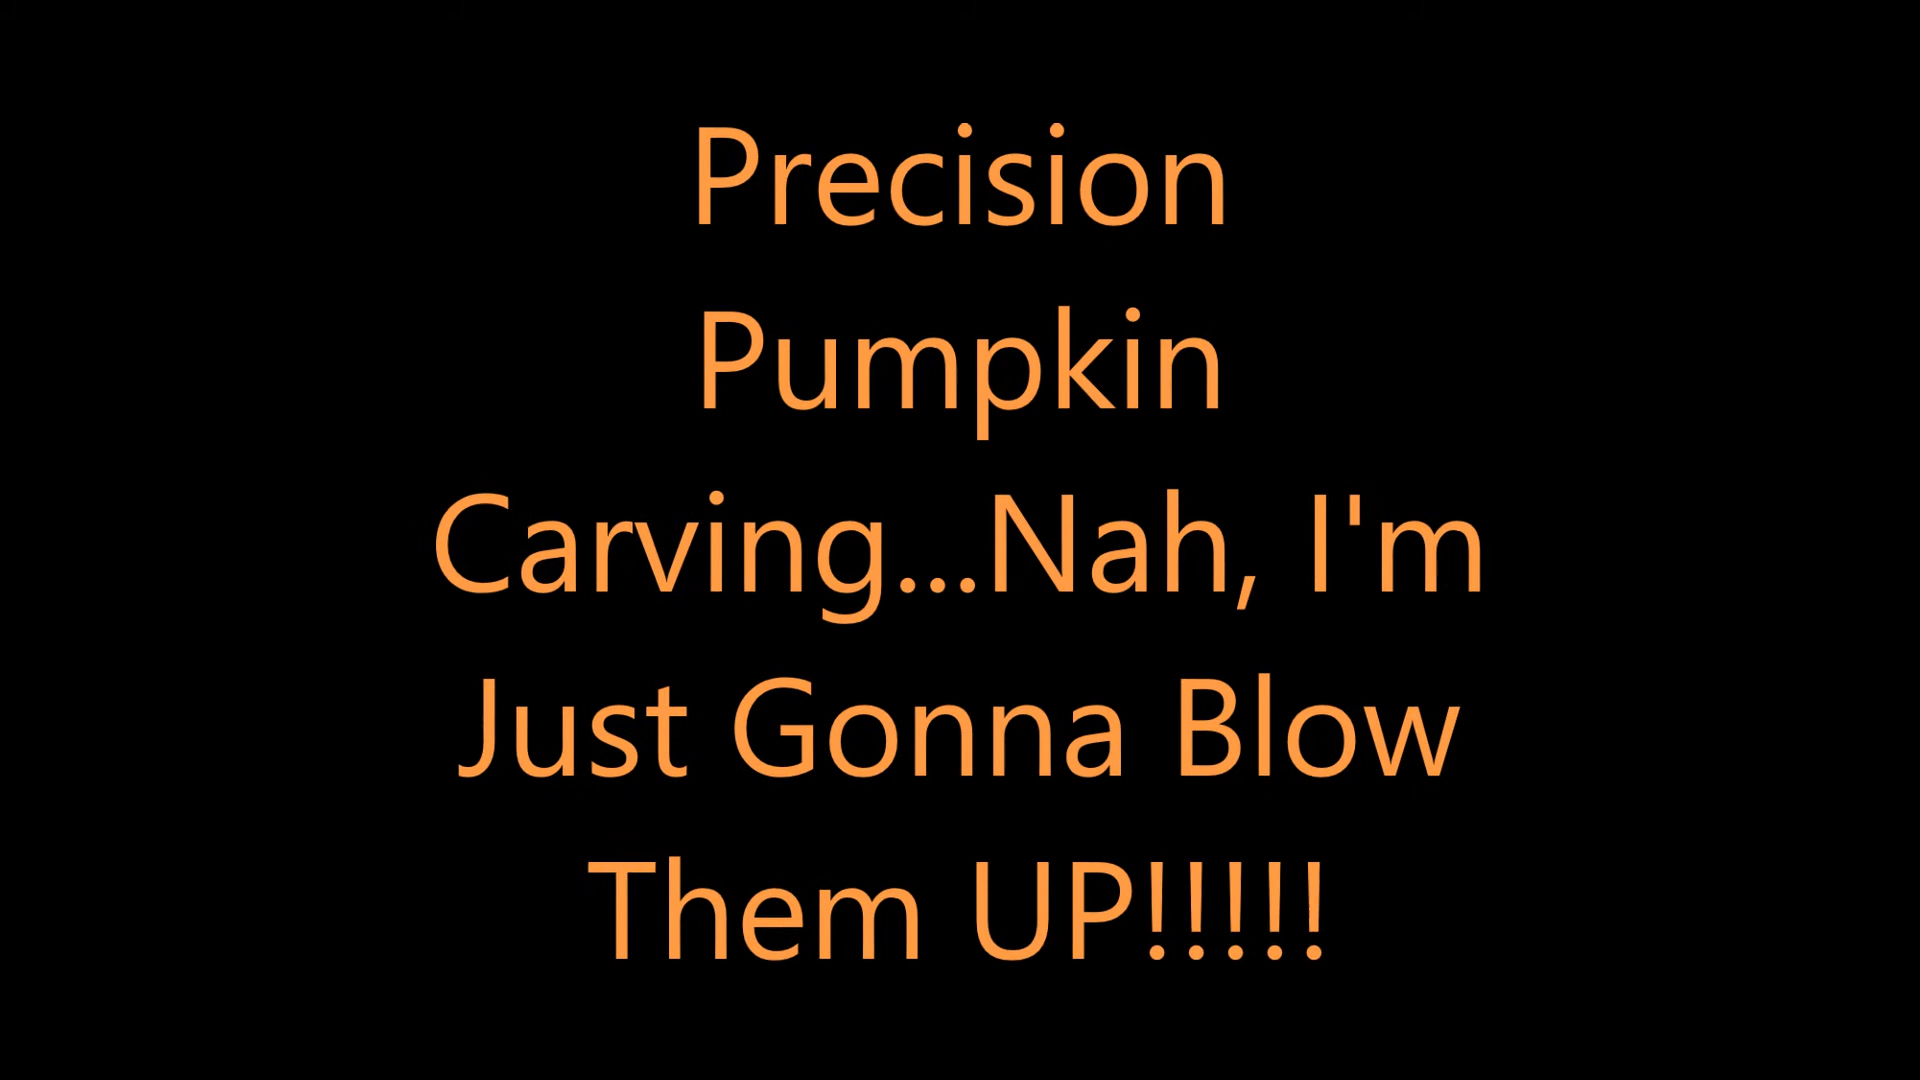 Precision
Pumpkin
Carving...Nah, I'm
Just Gonna Blow
Them UP!!!!!